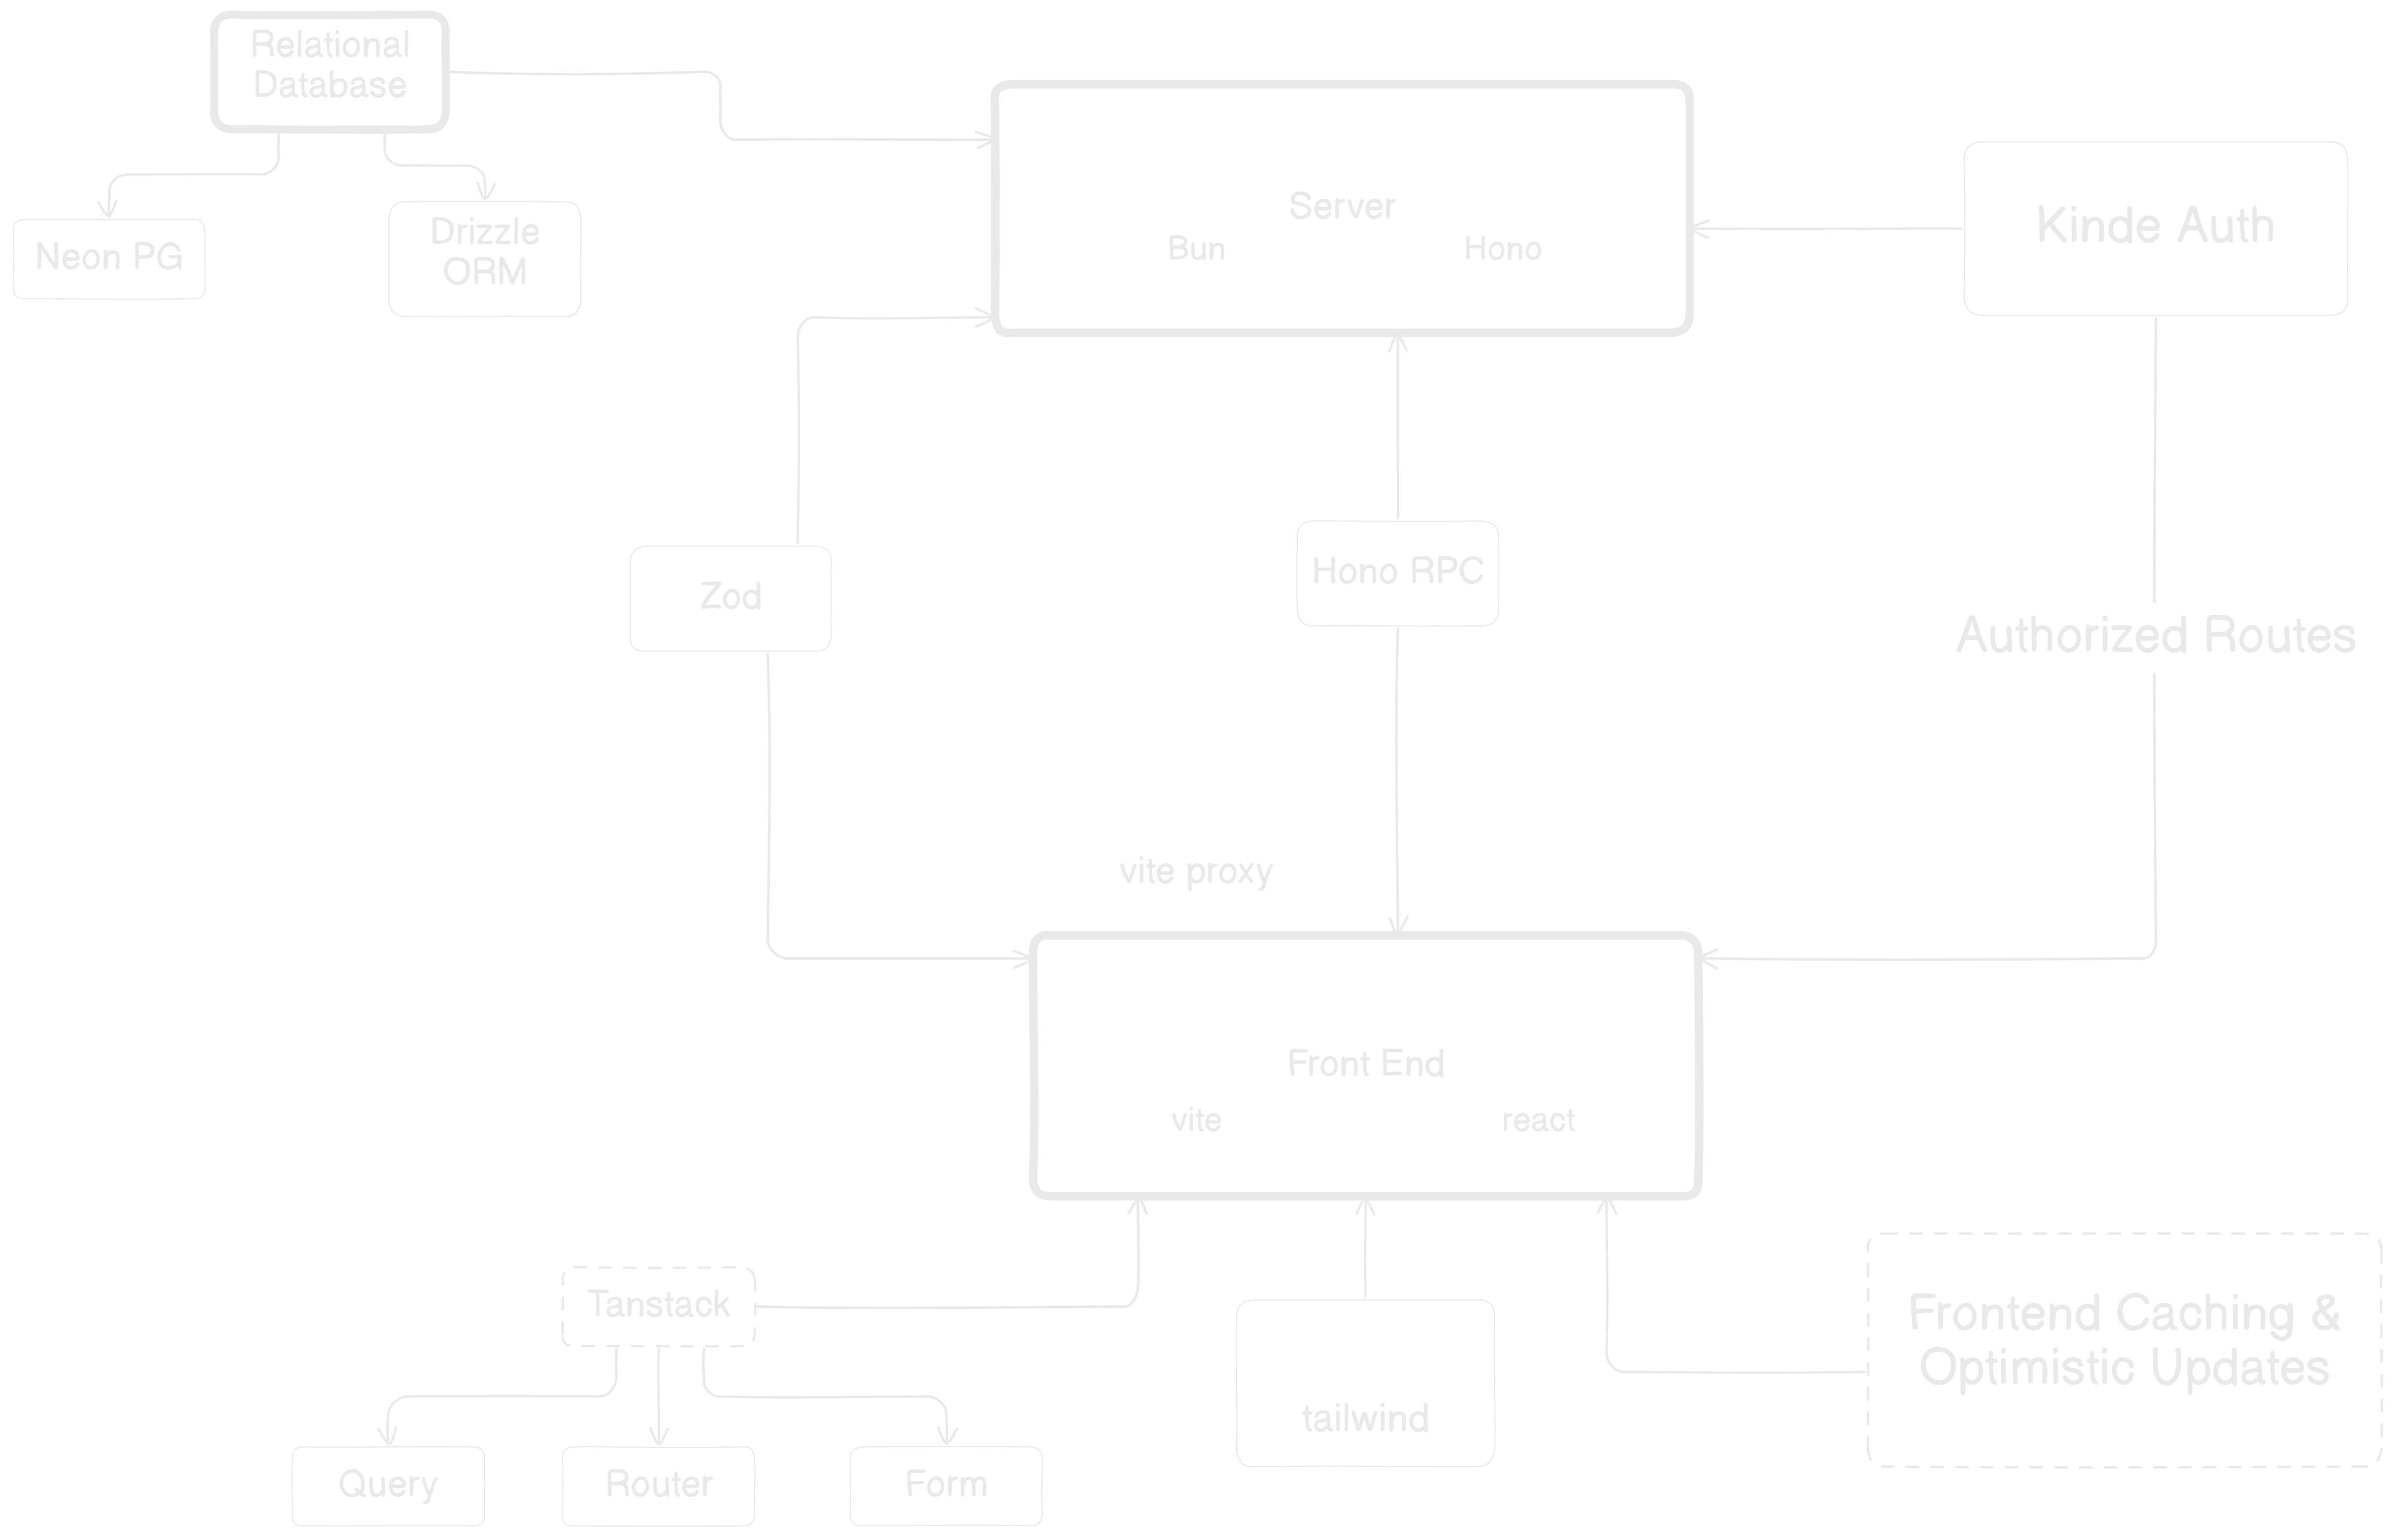 Relational
Database
Neon PG
Drizzle
ORM
Server
Bun
Hono
Kinde Auth
Zod
Hono RPC
Authorized Routes
vite proxy
Front End
vite
react
Tanstack
Query
Router
Form
tailwind
Frontend Caching &
Optimistic Updates